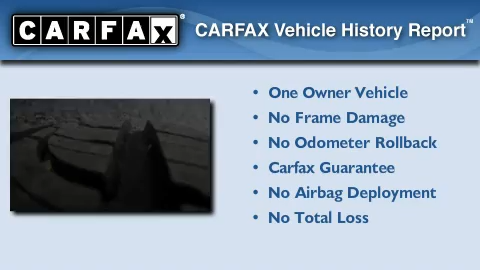 CARFAX® CARFAX Vehicle History Report™
• One Owner Vehicle
• No Frame Damage
• No Odometer Rollback
• Carfax Guarantee
• No Airbag Deployment
• No Total Loss